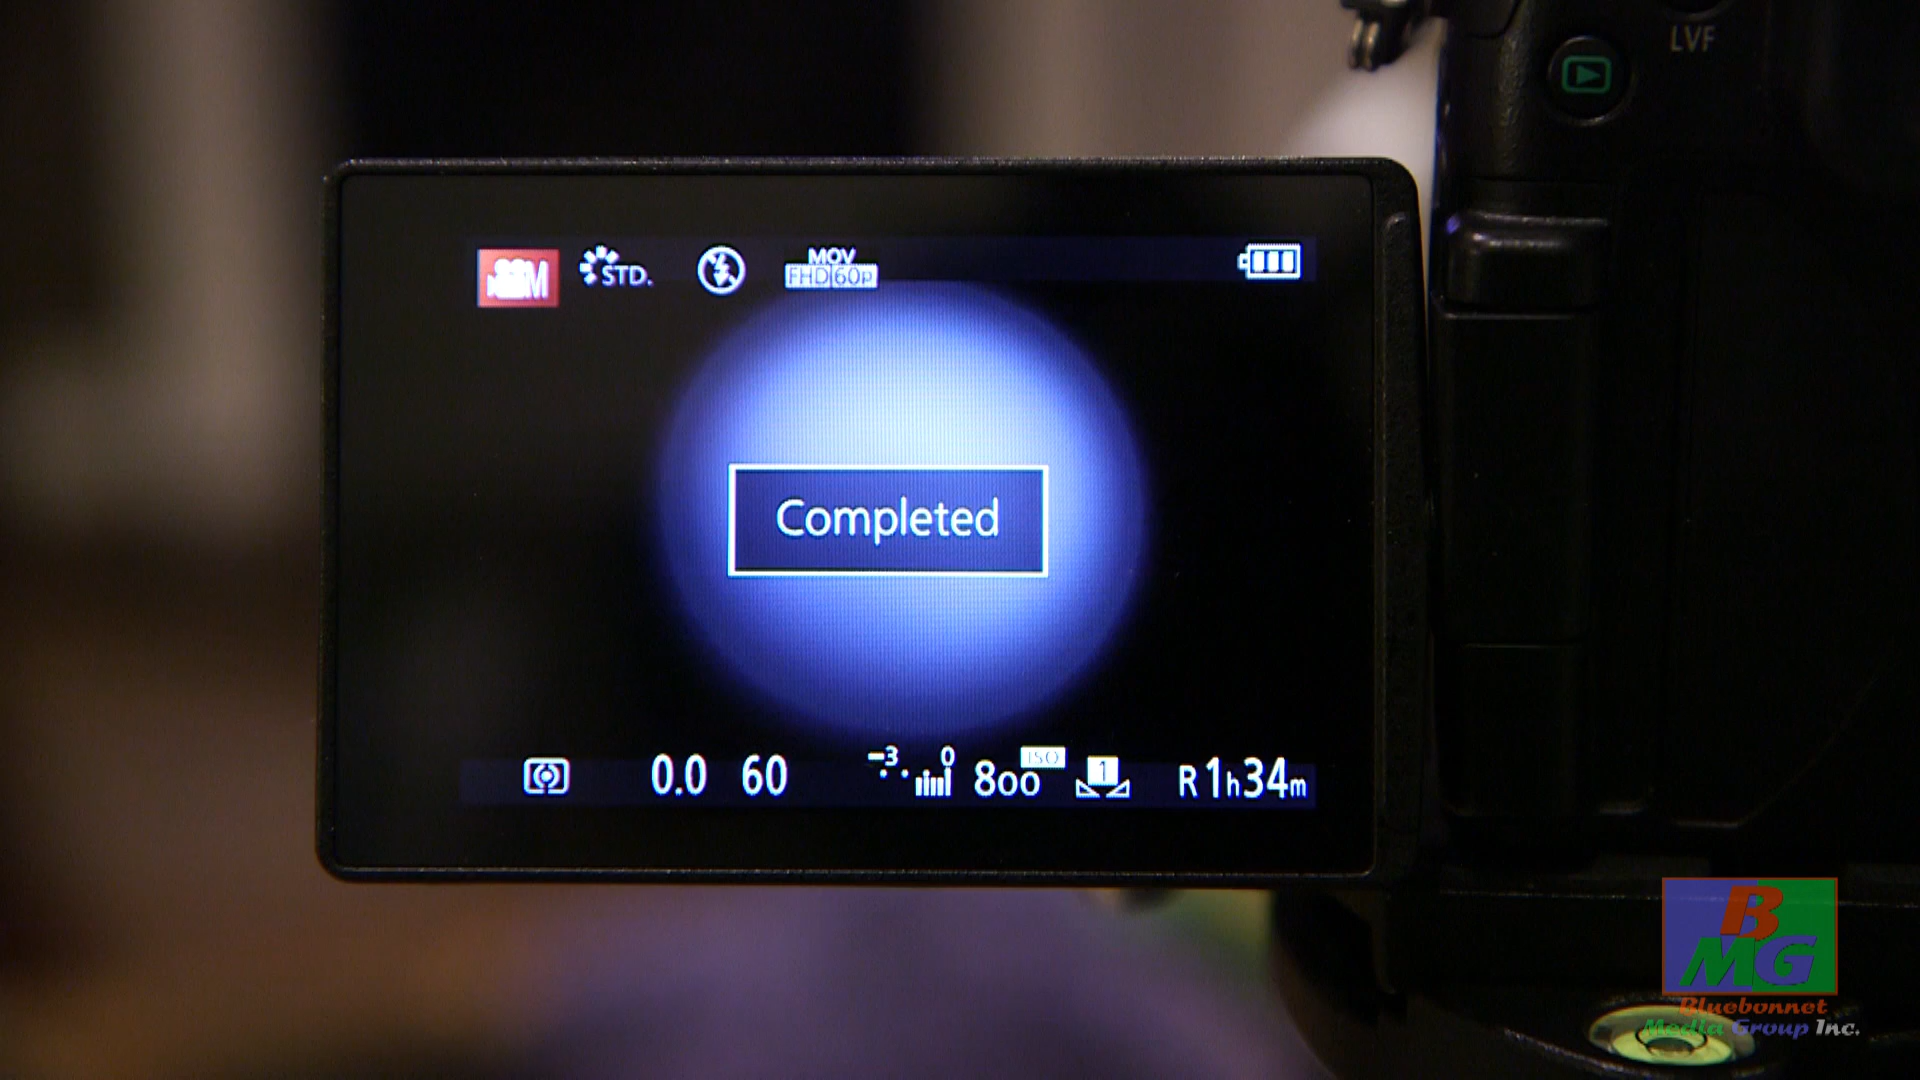 LVF
M
STD.
MOV
FHD 60p
Completed
0.0 60 -3 0 800 ISO 1 R 1h34m
BMG
Bluebonnet
Media Group Inc.